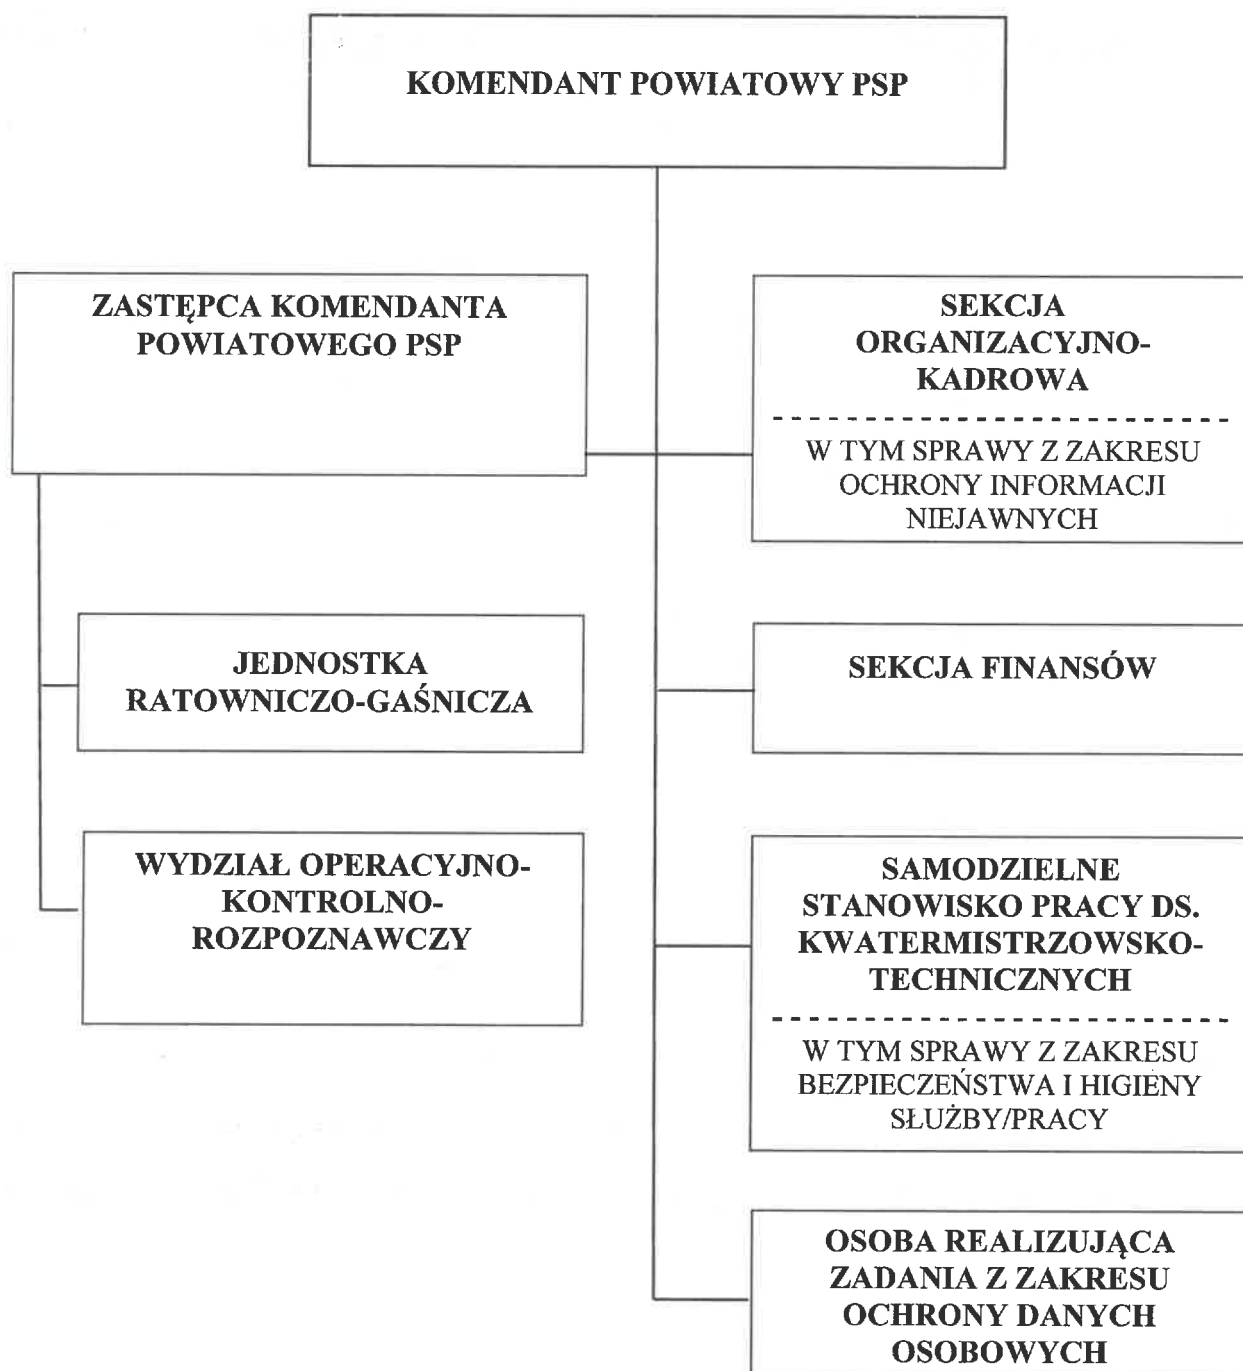 KOMENDANT POWIATOWY PSP
ZASTĘPCA KOMENDANTA
POWIATOWEGO PSP
JEDNOSTKA
RATOWNICZO-GAŚNICZA
WYDZIAŁ OPERACYJNO-
KONTROLNO-
ROZPOZNAWCZY
SEKCJA
ORGANIZACYJNO-
KADROWA
W TYM SPRAWY Z ZAKRESU
OCHRONY INFORMACJI
NIEJAWNYCH
SEKCJA FINANSÓW
SAMODZIELNE
STANOWISKO PRACY DS.
KWATERMISTRZOWSKO-
TECHNICZNYCH
W TYM SPRAWY Z ZAKRESU
BEZPIECZEŃSTWA I HIGIENY
SŁUŻBY/PRACY
OSOBA REALIZUJĄCA
ZADANIA Z ZAKRESU
OCHRONY DANYCH
OSOBOWYCH